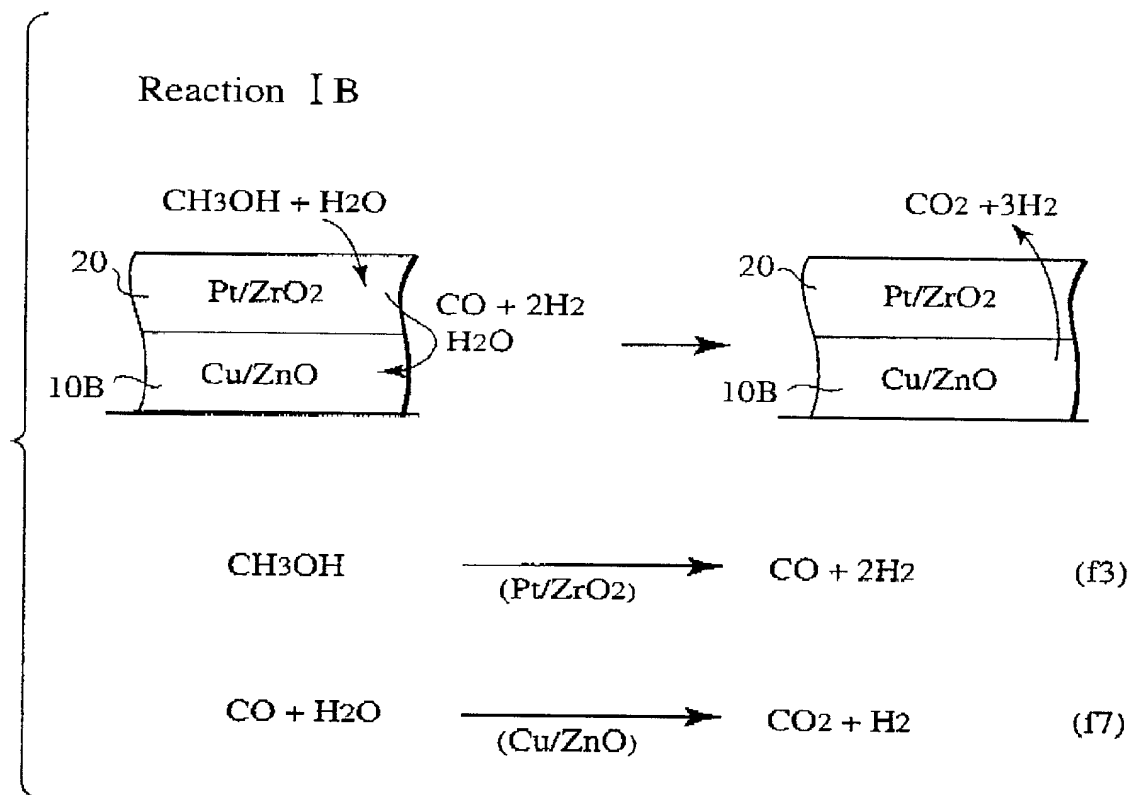 Reaction I B
CH3OH + H2O
CO2 +3H2
20
Pt/ZrO2
CO + 2H2
H2O
10B
Cu/ZnO
20
Pt/ZrO2
10B
Cu/ZnO
CH3OH
(Pt/ZrO2)
CO + 2H2
(f3)
CO + H2O
(Cu/ZnO)
CO2 + H2
(f7)